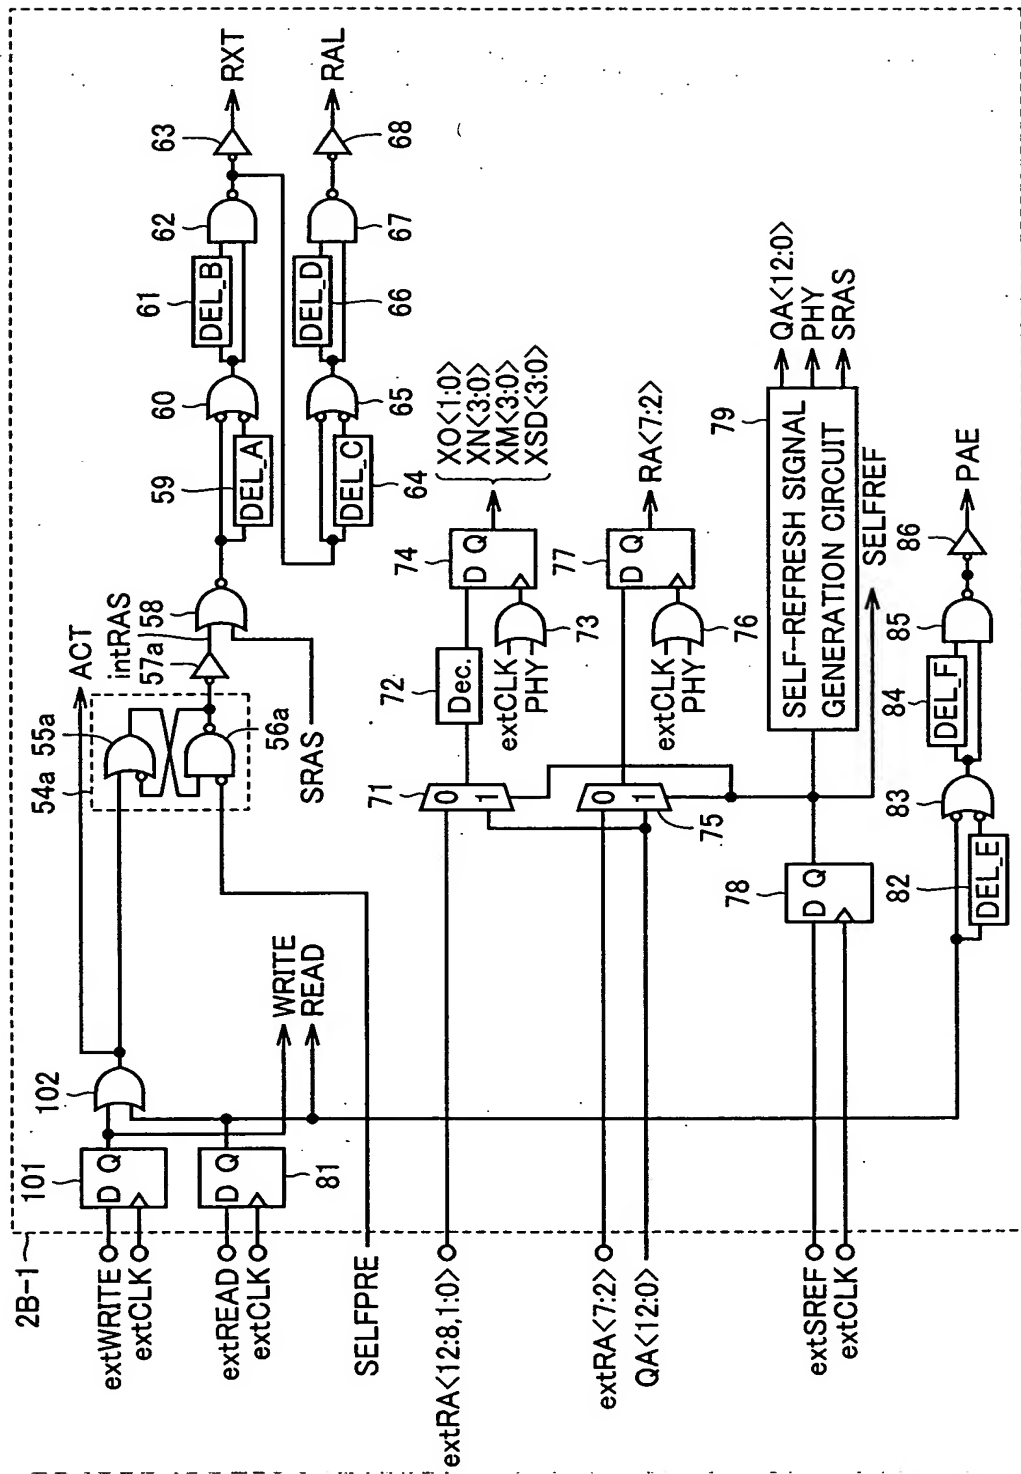 2B-1
extWRITE
extCLK
101
D Q
102
ACT
extREAD
extCLK
81
D Q
WRITE
READ
54a
55a
56a
57a
intRAS
58
SRAS
SELFPRE
59
DEL_A
60
61
DEL_B
62
63
RXT
64
DEL_C
65
66
DEL_D
67
68
RAL
extRA<12:8,1:0>
71
0
1
72
Dec.
extCLK
PHY
73
74
D Q
XO<1:0>
XN<3:0>
XM<3:0>
XSD<3:0>
extRA<7:2>
QA<12:0>
75
0
1
extCLK
PHY
76
77
D Q
RA<7:2>
extSREF
extCLK
78
D Q
79
SELF-REFRESH SIGNAL
GENERATION CIRCUIT
QA<12:0>
PHY
SRAS
SELFREF
82
DEL_E
83
84
DEL_F
85
86
PAE